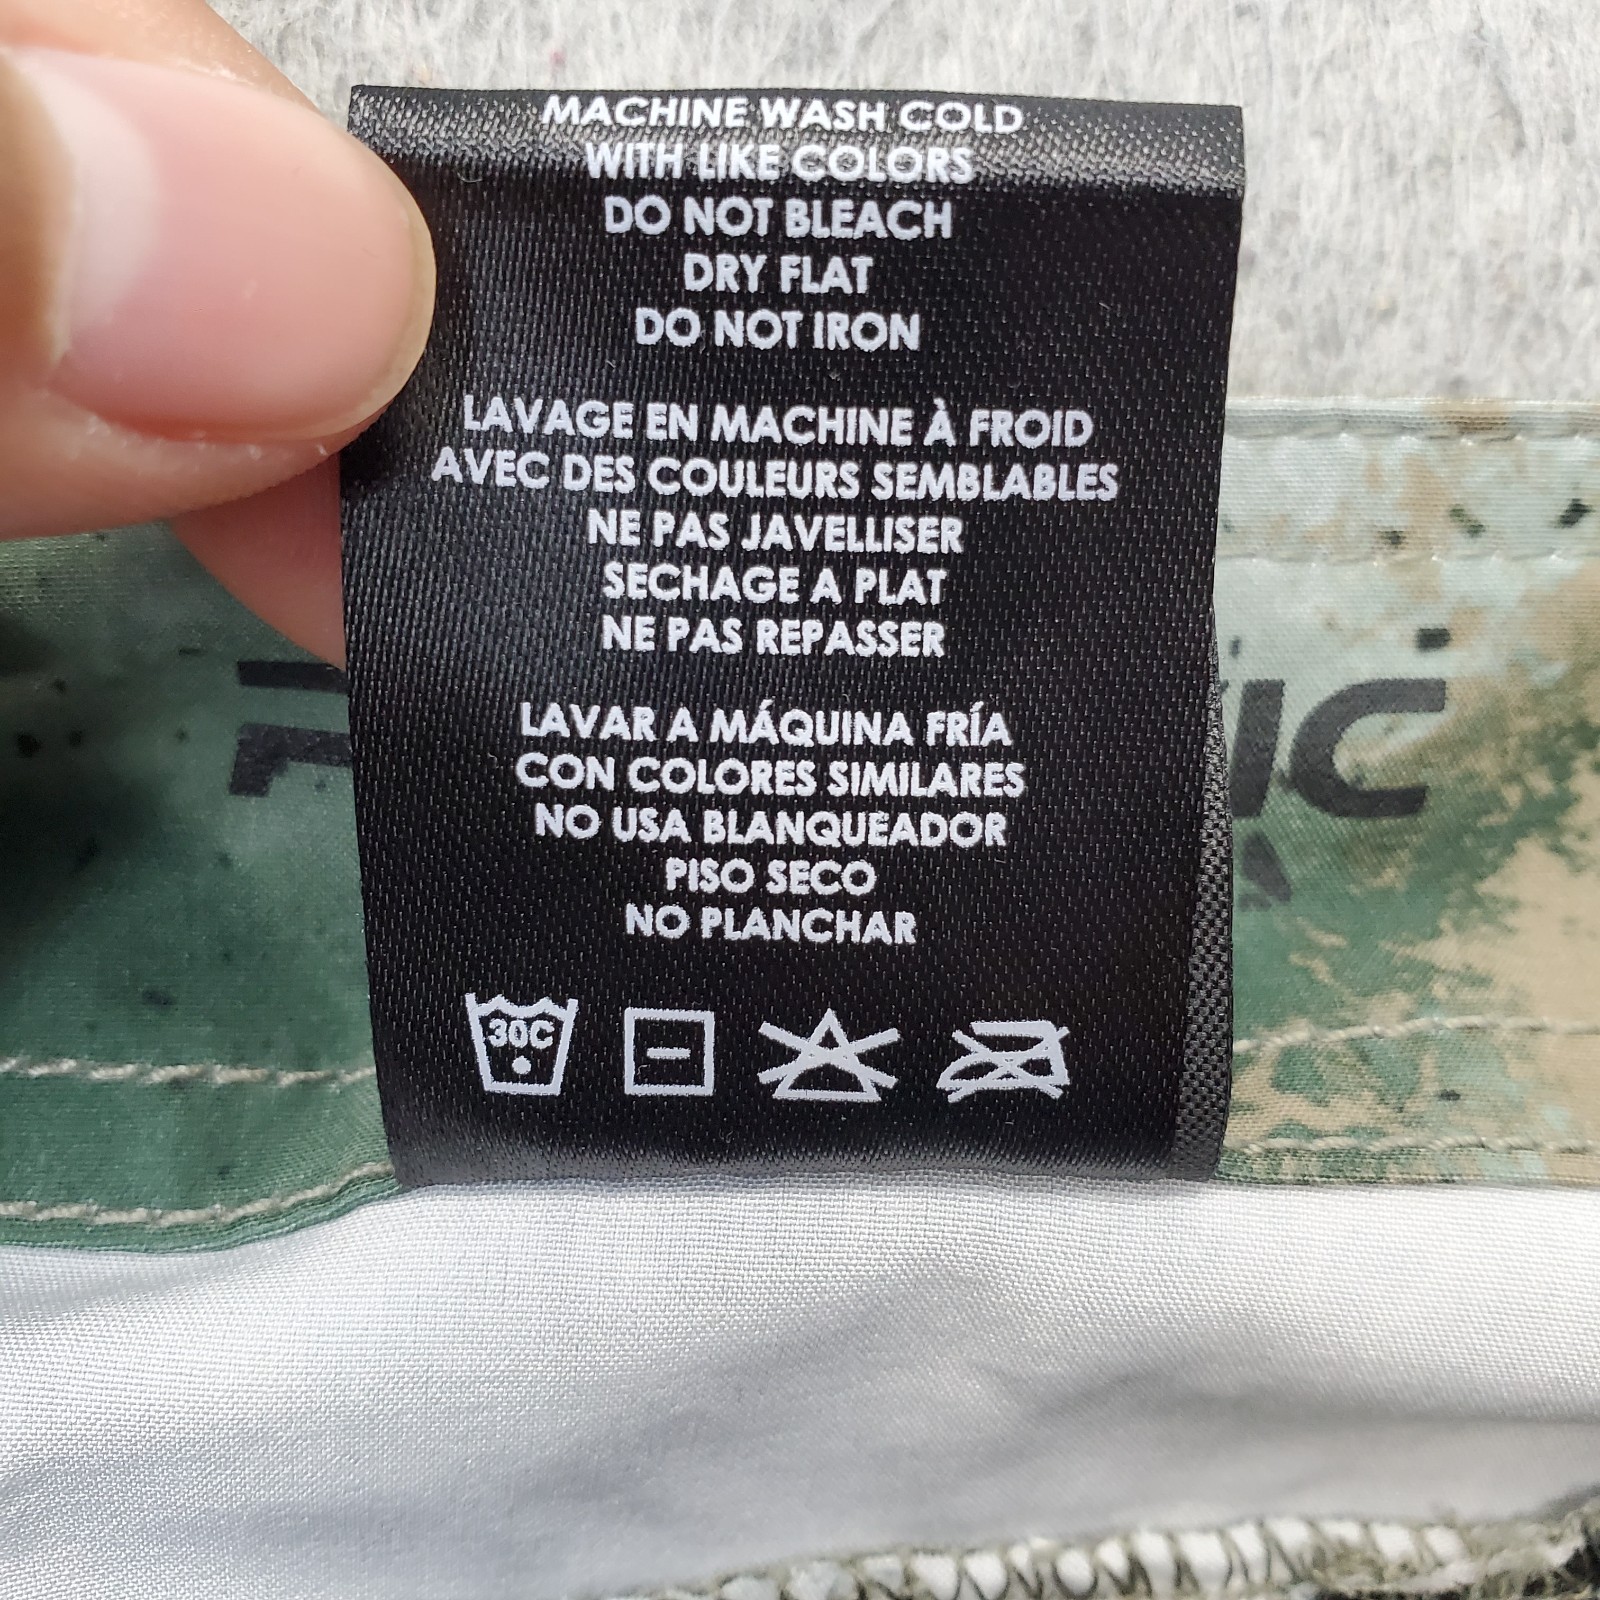 MACHINE WASH COLD
WITH LIKE COLORS
DO NOT BLEACH
DRY FLAT
DO NOT IRON
LAVAGE EN MACHINE À FROID
AVEC DES COULEURS SEMBLABLES
NE PAS JAVELLISER
SECHAGE A PLAT
NE PAS REPASSER
LAVAR A MÁQUINA FRÍA
CON COLORES SIMILARES
NO USA BLANQUEADOR
PISO SECO
NO PLANCHAR
30C